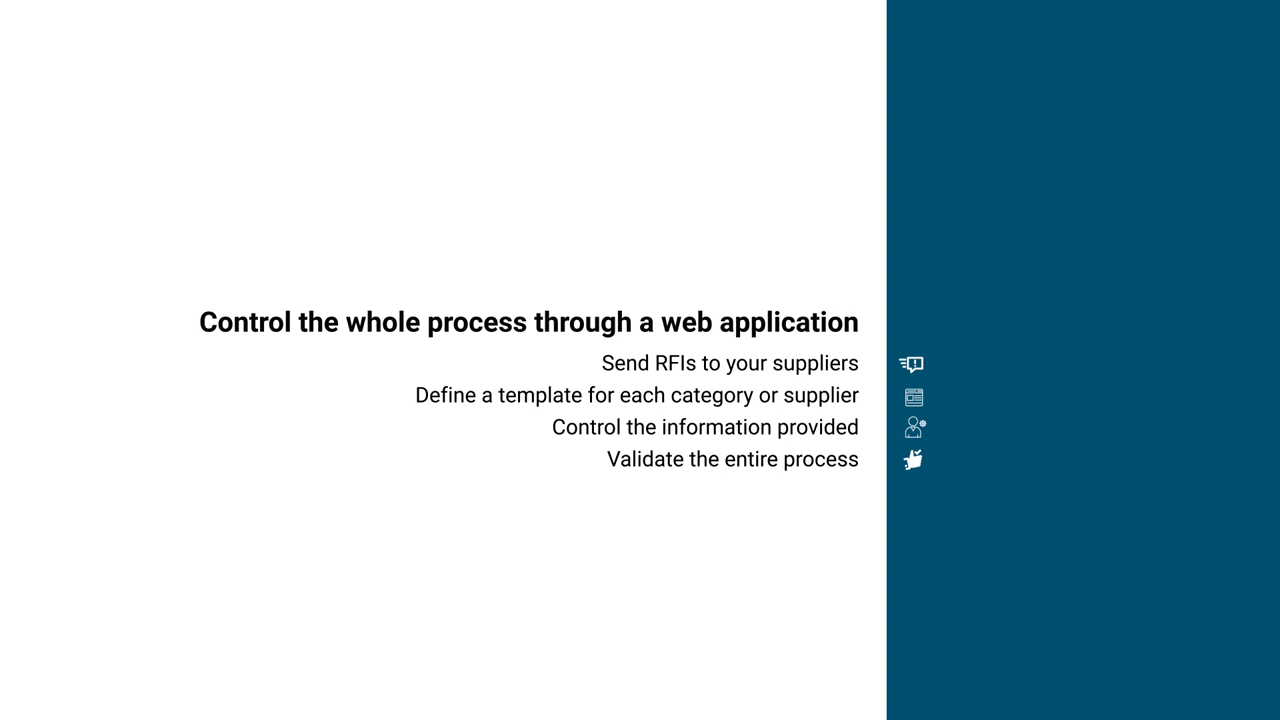 Control the whole process through a web application
Send RFIs to your suppliers
Define a template for each category or supplier
Control the information provided
Validate the entire process